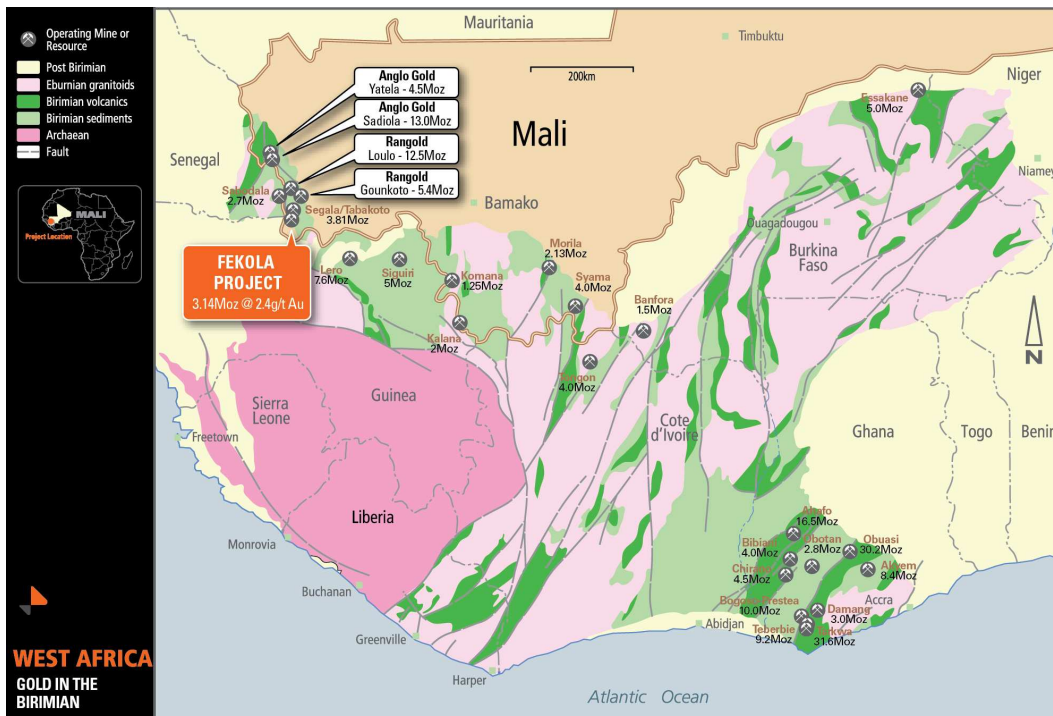 Operating Mine or
Resource
Post Birimian
Eburnian granitoids
Birimian volcanics
Birimian sediments
Archaean
Fault
MALI
Project Location
WEST AFRICA
GOLD IN THE
BIRIMIAN
Mauritania
Timbuktu
200km
Niger
Anglo Gold
Yatela - 4.5Moz
Anglo Gold
Sadiola - 13.0Moz
Rangold
Loulo - 12.5Moz
Rangold
Gounkoto - 5.4Moz
Mali
Essakane
5.0Moz
Senegal
Niamey
2.7Moz
Segala/Tabakoto
3.81Moz
Bamako
Ouagadougou
Burkina
Faso
FEKOLA
PROJECT
3.14Moz @ 2.4g/t Au
Lero
7.6Moz
Siguiri
5Moz
Komana
1.25Moz
Morila
2.13Moz
Syama
4.0Moz
Banfora
1.5Moz
Kalana
2Moz
N
4.0Moz
Guinea
Sierra
Leone
Freetown
Cote
d'Ivoire
Ghana
Togo
Benin
Liberia
Monrovia
Buchanan
Greenville
Harper
16.5Moz
Bibiani
4.0Moz
Obotan
2.8Moz
Obuasi
30.2Moz
4.5Moz
Akyem
8.4Moz
Bogoso Prestea
10.0Moz
Damang
3.0Moz
Accra
Abidjan
Teberbie
9.2Moz
31.6Moz
Atlantic Ocean